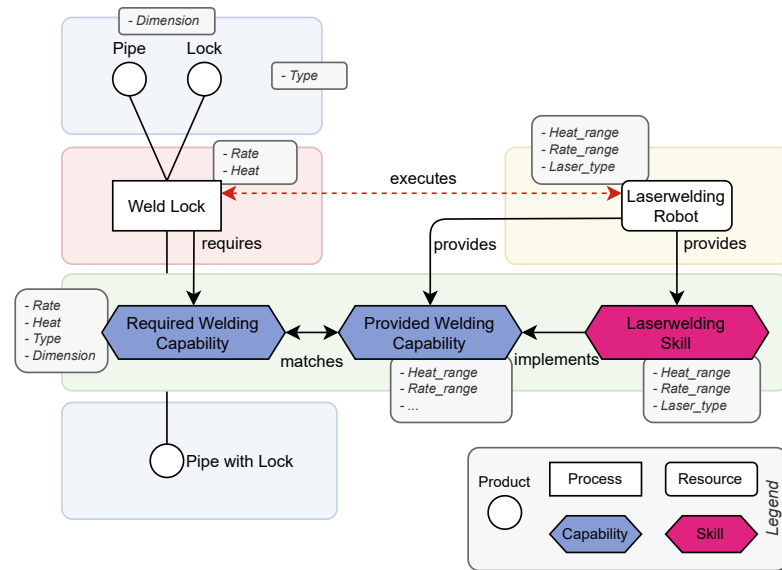 - Dimension
Pipe
Lock
- Type
- Rate
- Heat
- Heat_range
- Rate_range
- Laser_type
executes
Weld Lock
Laserwelding
Robot
requires
provides
provides
- Rate
- Heat
- Type
- Dimension
Required Welding
Capability
matches
Provided Welding
Capability
implements
Laserwelding
Skill
- Heat_range
- Rate_range
- ...
- Heat_range
- Rate_range
- Laser_type
Pipe with Lock
Product
Process
Resource
Capability
Skill
Legend